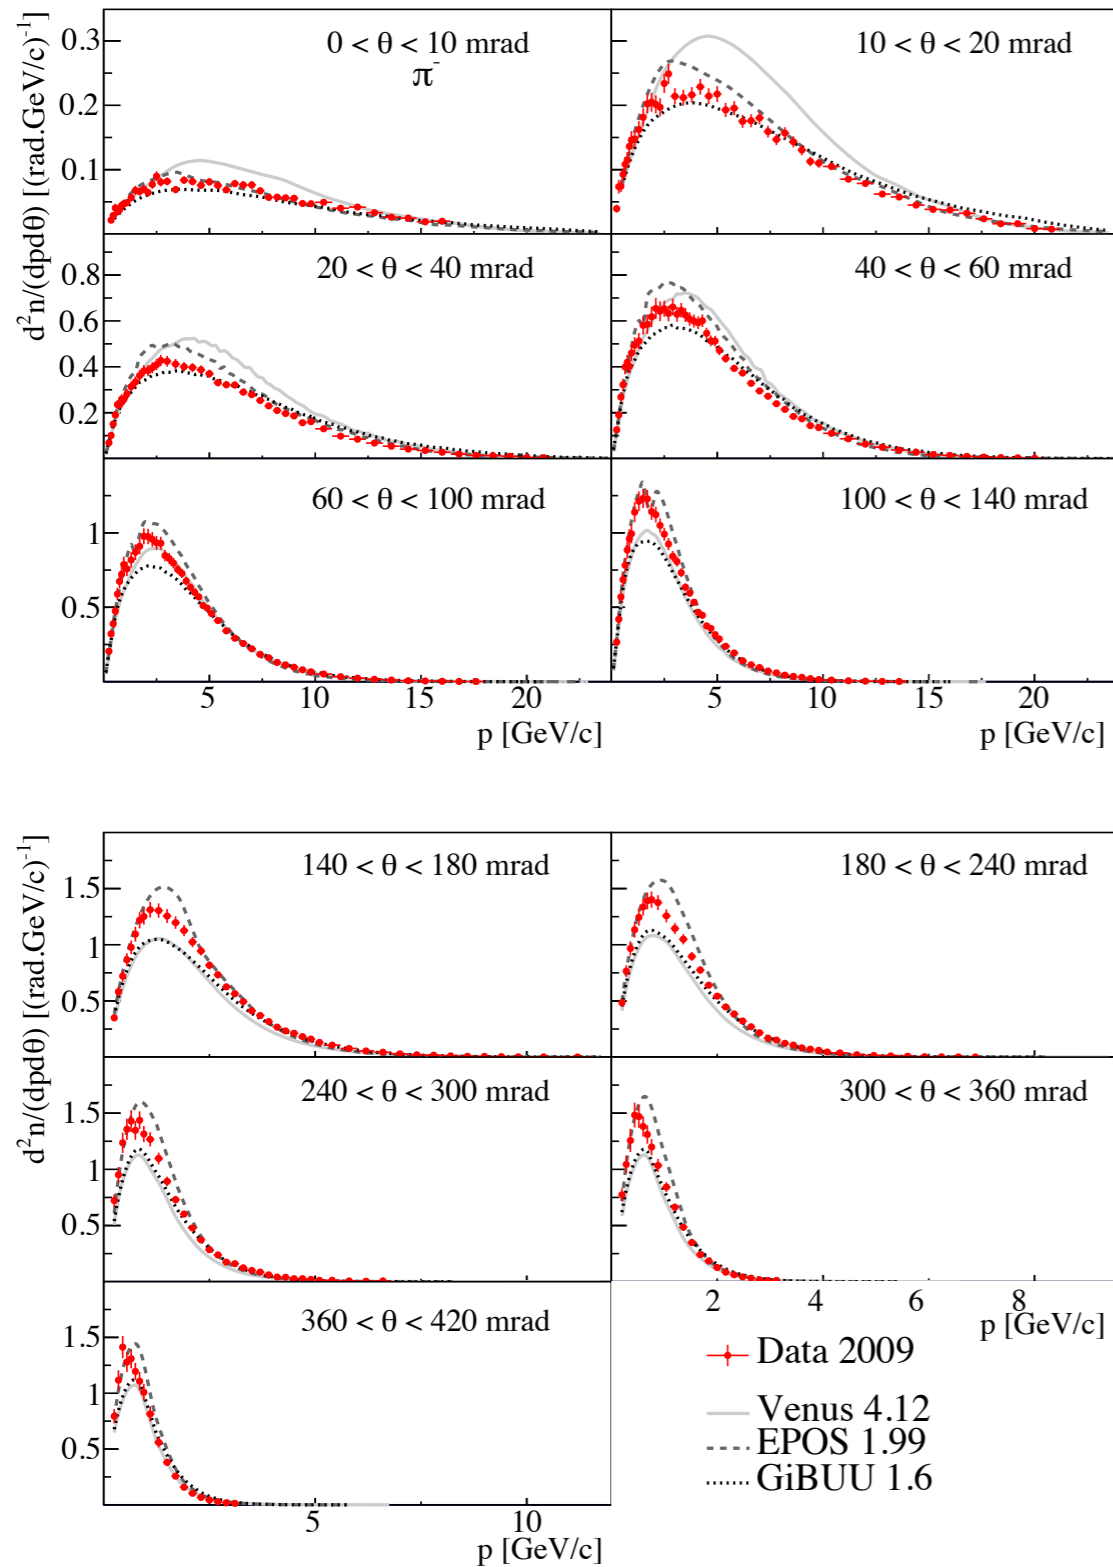 d²n/(dpdθ) [(rad.GeV/c)⁻¹]
0 < θ < 10 mrad
π⁻
10 < θ < 20 mrad
0.3
0.2
0.1
20 < θ < 40 mrad
40 < θ < 60 mrad
0.8
0.6
0.4
0.2
60 < θ < 100 mrad
100 < θ < 140 mrad
1
0.5
5 10 15 20
5 10 15 20
p [GeV/c]
p [GeV/c]
d²n/(dpdθ) [(rad.GeV/c)⁻¹]
140 < θ < 180 mrad
180 < θ < 240 mrad
1.5
1
0.5
d²n/(dpdθ) [(rad.GeV/c)⁻¹]
240 < θ < 300 mrad
300 < θ < 360 mrad
1.5
1
0.5
2 4 6 8
p [GeV/c]
360 < θ < 420 mrad
1.5
1
0.5
5 10
p [GeV/c]
Data 2009
Venus 4.12
EPOS 1.99
GiBUU 1.6